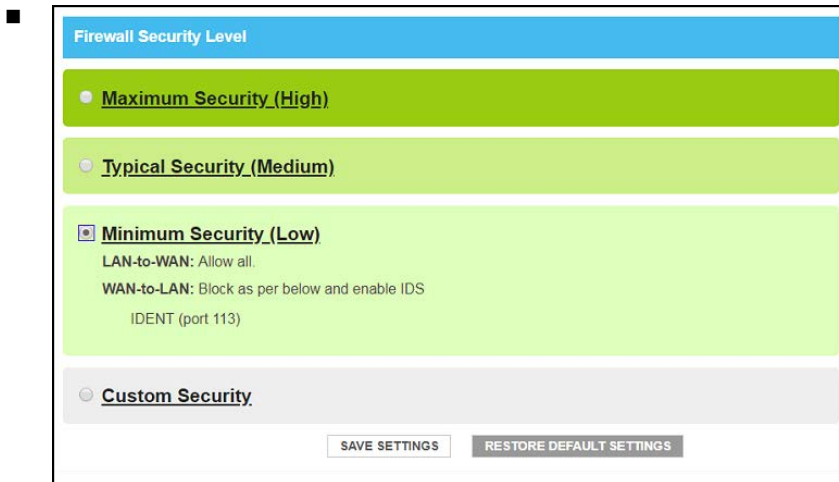 Firewall Security Level
Maximum Security (High)
Typical Security (Medium)
Minimum Security (Low)
LAN-to-WAN: Allow all.
WAN-to-LAN: Block as per below and enable IDS
IDENT (port 113)
Custom Security
SAVE SETTINGS RESTORE DEFAULT SETTINGS